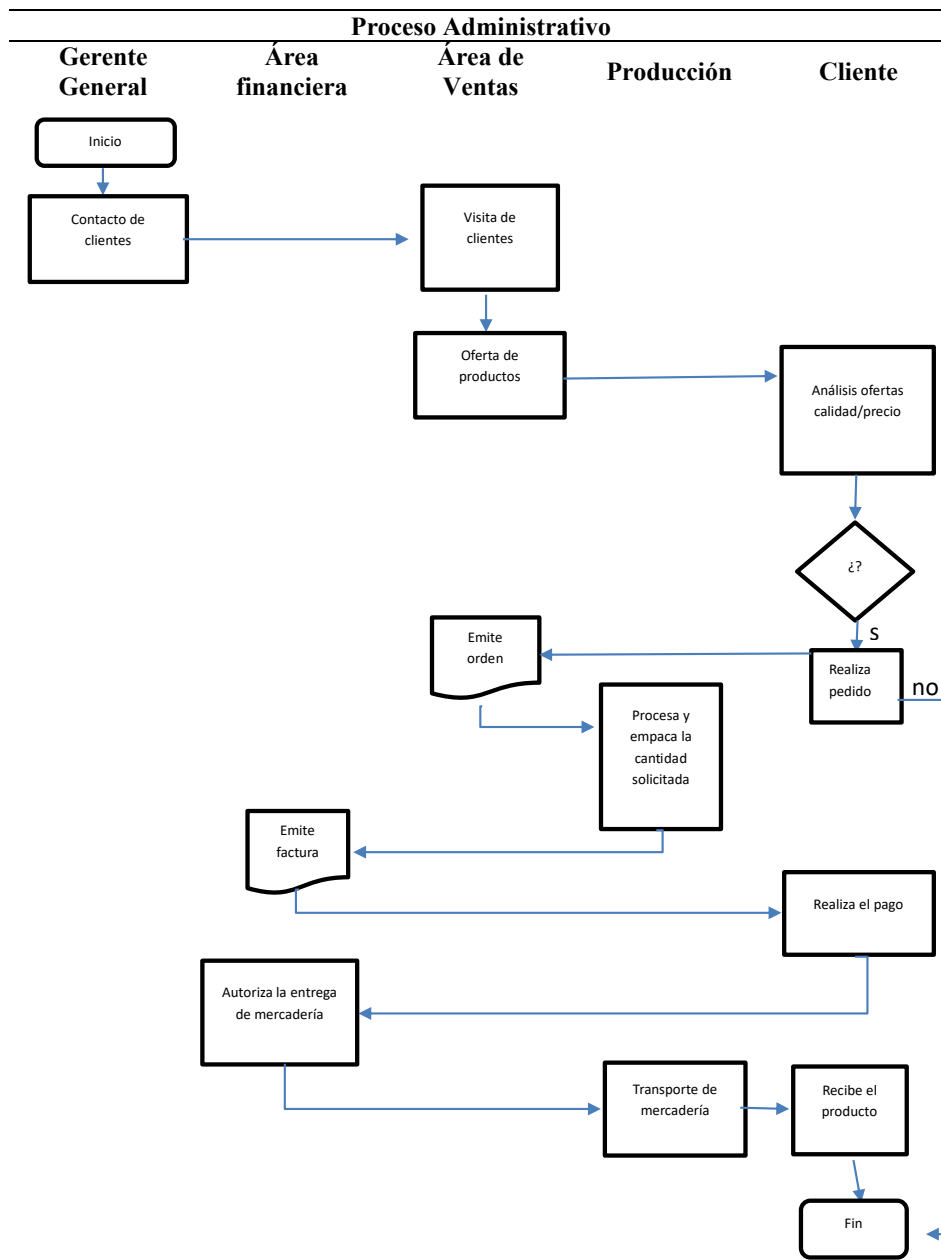 Proceso Administrativo
Gerente
General
Área
financiera
Área de
Ventas
Producción
Cliente
Inicio
Contacto de
clientes
Visita de
clientes
Oferta de
productos
Análisis ofertas
calidad/precio
¿?
s
Emite
orden
Realiza
pedido
no
Procesa y
empaca la
cantidad
solicitada
Emite
factura
Realiza el pago
Autoriza la entrega
de mercadería
Transporte de
mercadería
Recibe el
producto
Fin